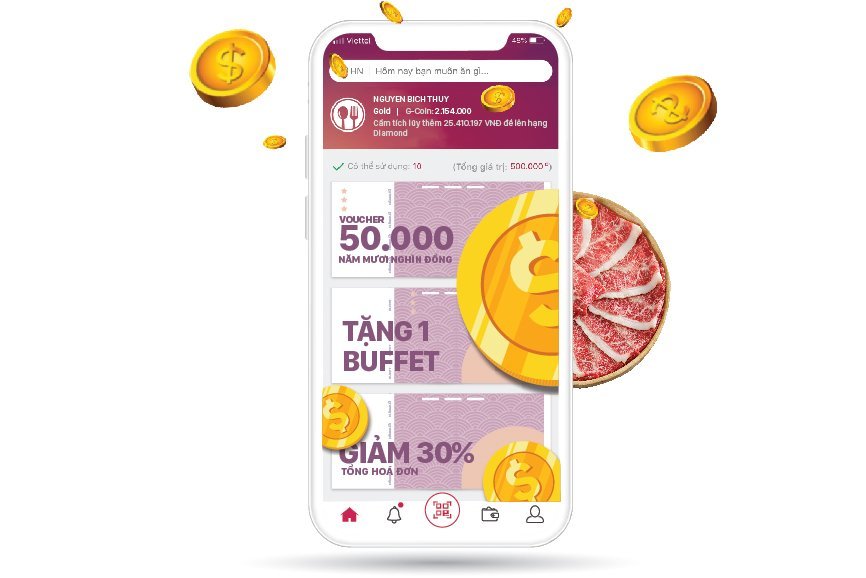 Viettel 49%
HN | Hôm nay bạn muốn ăn gì...
NGUYEN BICH THUY
Gold | G-Coin: 2.154.000
Cầm tích lũy thêm 25.410.197 VNĐ để lên hạng
Diamond
Có thể sử dụng: 10 (Tổng giá trị: 500.000 đ)
VOUCHER
50.000
NĂM MƯƠI NGHÌN ĐỒNG
TẶNG 1
BUFFET
GIẢM 30%
TỔNG HOÁ ĐƠN